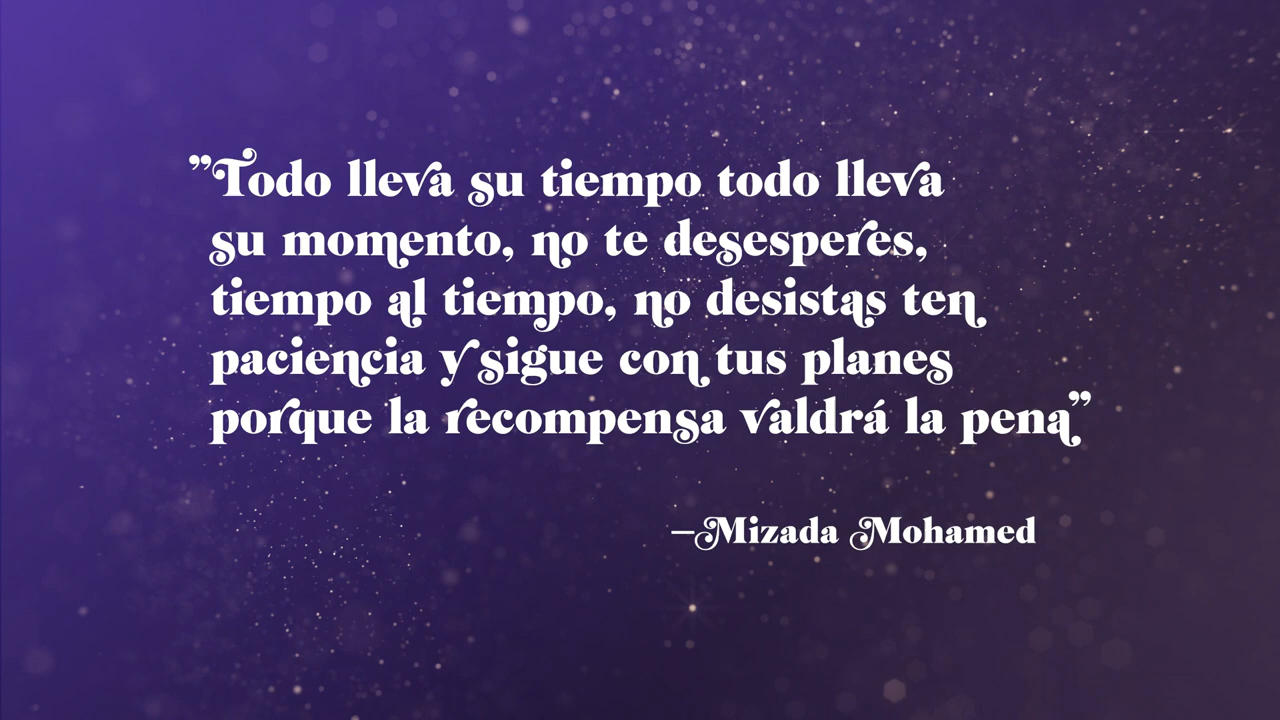 ”Todo lleva su tiempo todo lleva
su momento, no te desesperes,
tiempo al tiempo, no desistas ten
paciencia y sigue con tus planes
porque la recompensa valdrá la pena”
—Mizada Mohamed